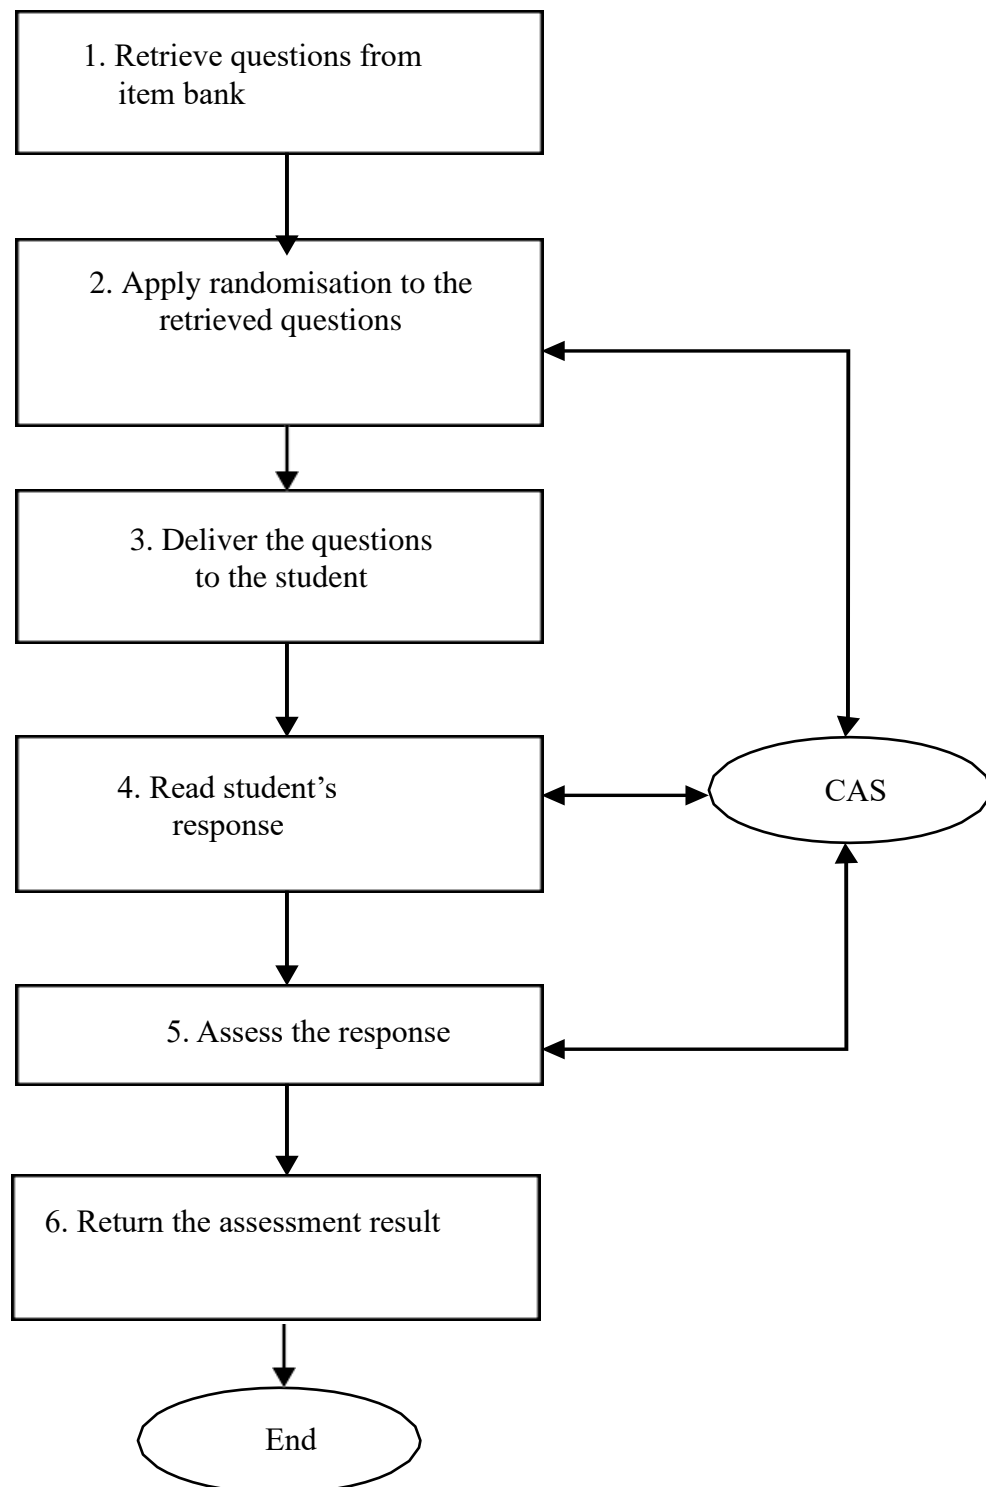 1. Retrieve questions from
item bank
2. Apply randomisation to the
retrieved questions
3. Deliver the questions
to the student
4. Read student’s
response
CAS
5. Assess the response
6. Return the assessment result
End